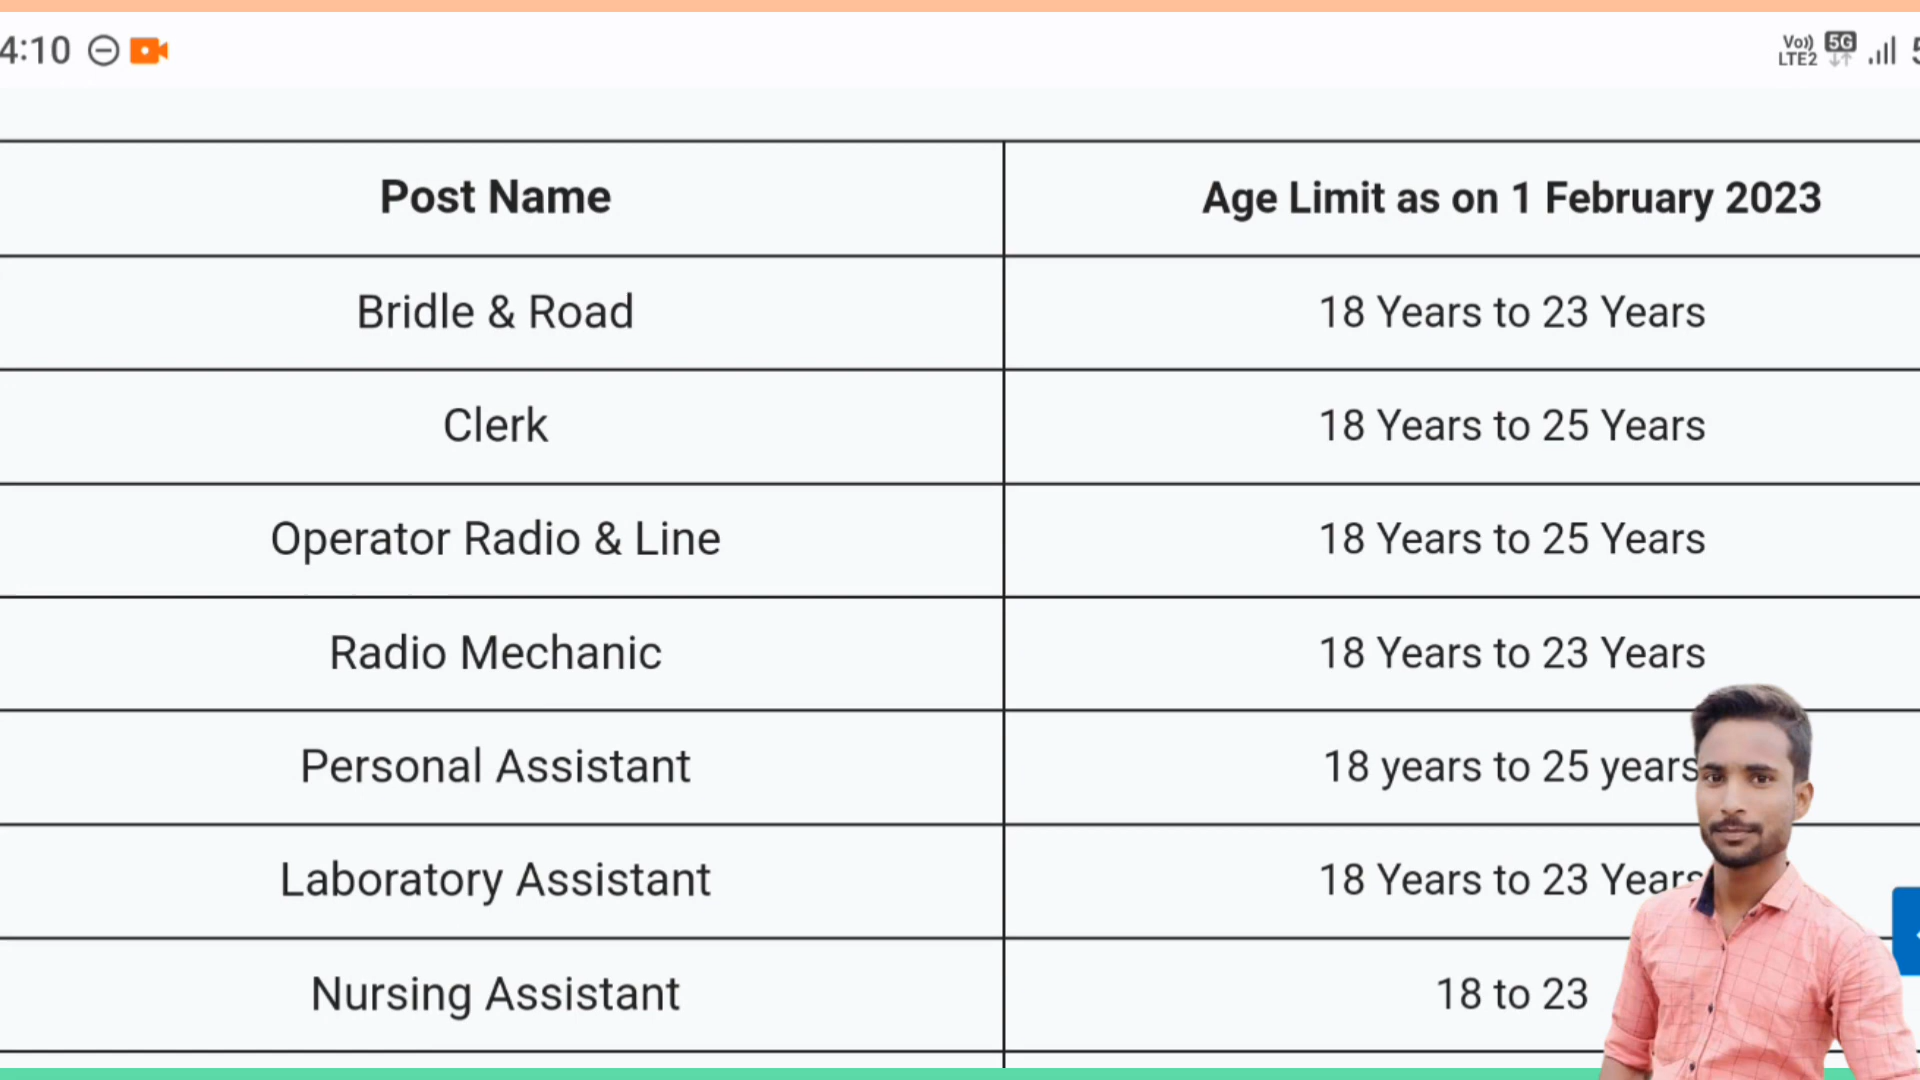 4:10
Vo)) LTE2 5G
Post Name Age Limit as on 1 February 2023
Bridle & Road 18 Years to 23 Years
Clerk 18 Years to 25 Years
Operator Radio & Line 18 Years to 25 Years
Radio Mechanic 18 Years to 23 Years
Personal Assistant 18 years to 25 years
Laboratory Assistant 18 Years to 23 Years
Nursing Assistant 18 to 23